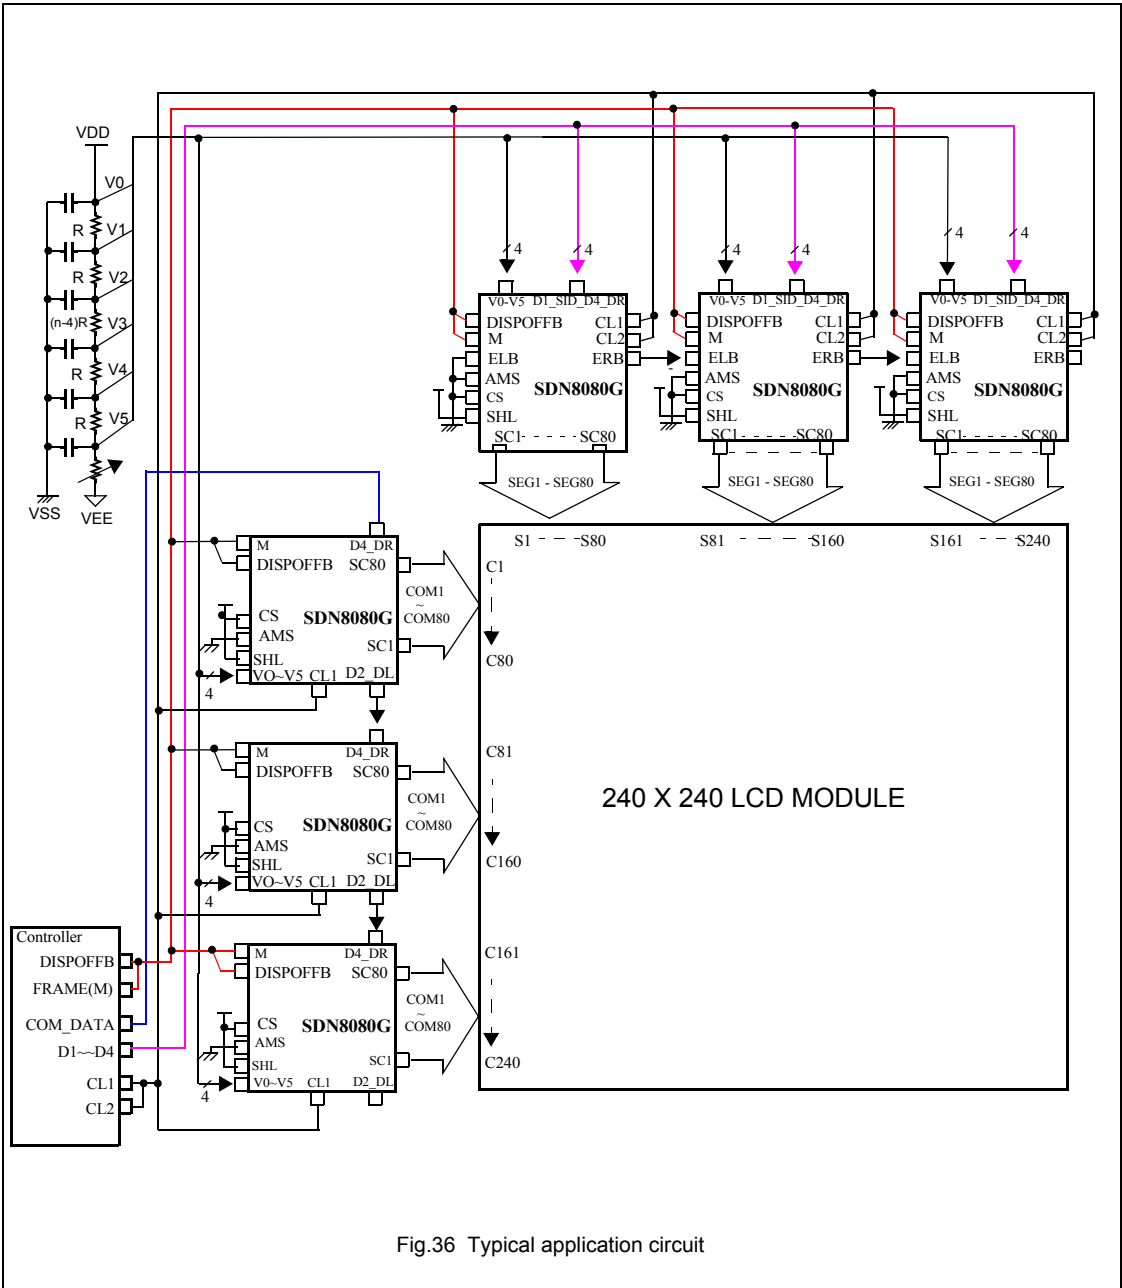 VDD
V0
R
V1
R
V2
(n-4)R
V3
R
V4
R
V5
VSS
VEE
4
4
V0-V5 D1_SID_D4_DR
DISPOFFB CL1
M CL2
ELB ERB
AMS
SDN8080G
CS
SHL
SC1 - - - - - SC80
SEG1 - SEG80
4
4
V0-V5 D1_SID_D4_DR
DISPOFFB CL1
M CL2
ELB ERB
AMS
SDN8080G
CS
SHL
SC1 - - - - - SC80
SEG1 - SEG80
4
4
V0-V5 D1_SID_D4_DR
DISPOFFB CL1
M CL2
ELB ERB
AMS
SDN8080G
CS
SHL
SC1 - - - - - SC80
SEG1 - SEG80
S1 - - - S80
S81 - - - - S160
S161 - - - S240
M D4_DR
DISPOFFB SC80
CS SDN8080G
AMS
SC1
SHL
VO~V5 CL1 D2_DL
4
COM1
~
COM80
C1
C80
M D4_DR
DISPOFFB SC80
CS SDN8080G
AMS
SC1
SHL
VO~V5 CL1 D2_DL
4
COM1
~
COM80
C81
C160
240 X 240 LCD MODULE
M D4_DR
DISPOFFB SC80
CS SDN8080G
AMS
SC1
SHL
V0~V5 CL1 D2_DL
4
COM1
~
COM80
C161
C240
Controller
DISPOFFB
FRAME(M)
COM_DATA
D1~~D4
CL1
CL2
Fig.36 Typical application circuit